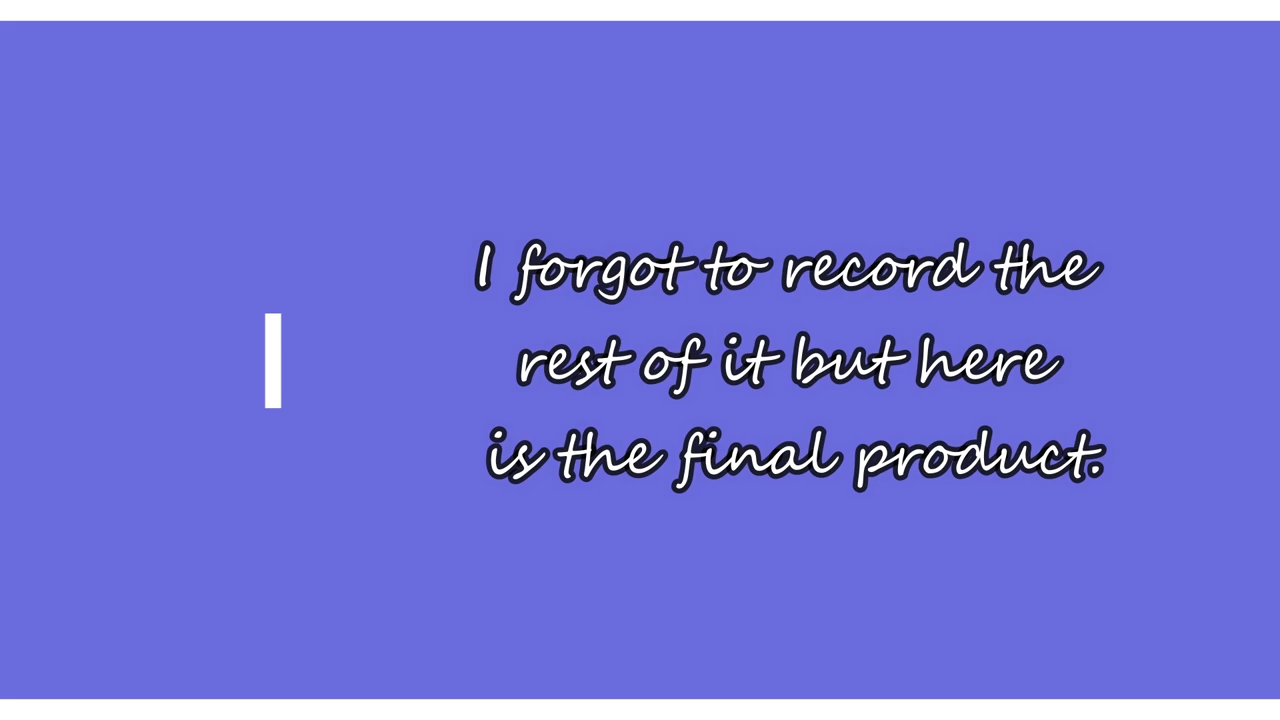 I
I forgot to record the
rest of it but here
is the final product.